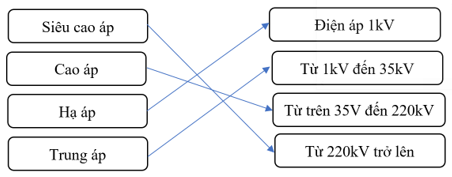 Siêu cao áp
Điện áp 1kV
Cao áp
Từ 1kV đến 35kV
Hạ áp
Từ trên 35V đến 220kV
Trung áp
Từ 220kV trở lên